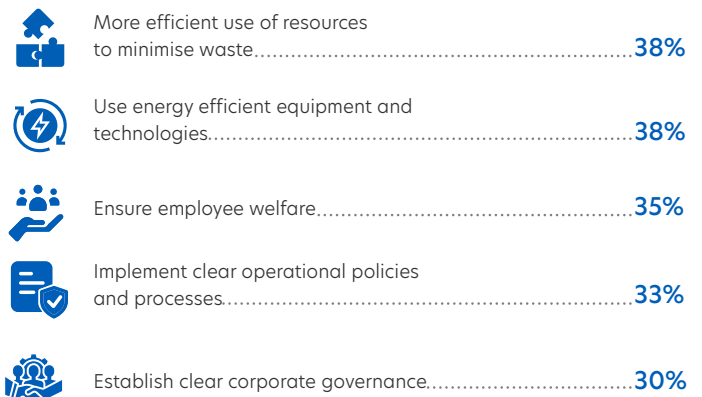 More efficient use of resources
to minimise waste 38%
Use energy efficient equipment and
technologies 38%
Ensure employee welfare 35%
Implement clear operational policies
and processes 33%
Establish clear corporate governance 30%